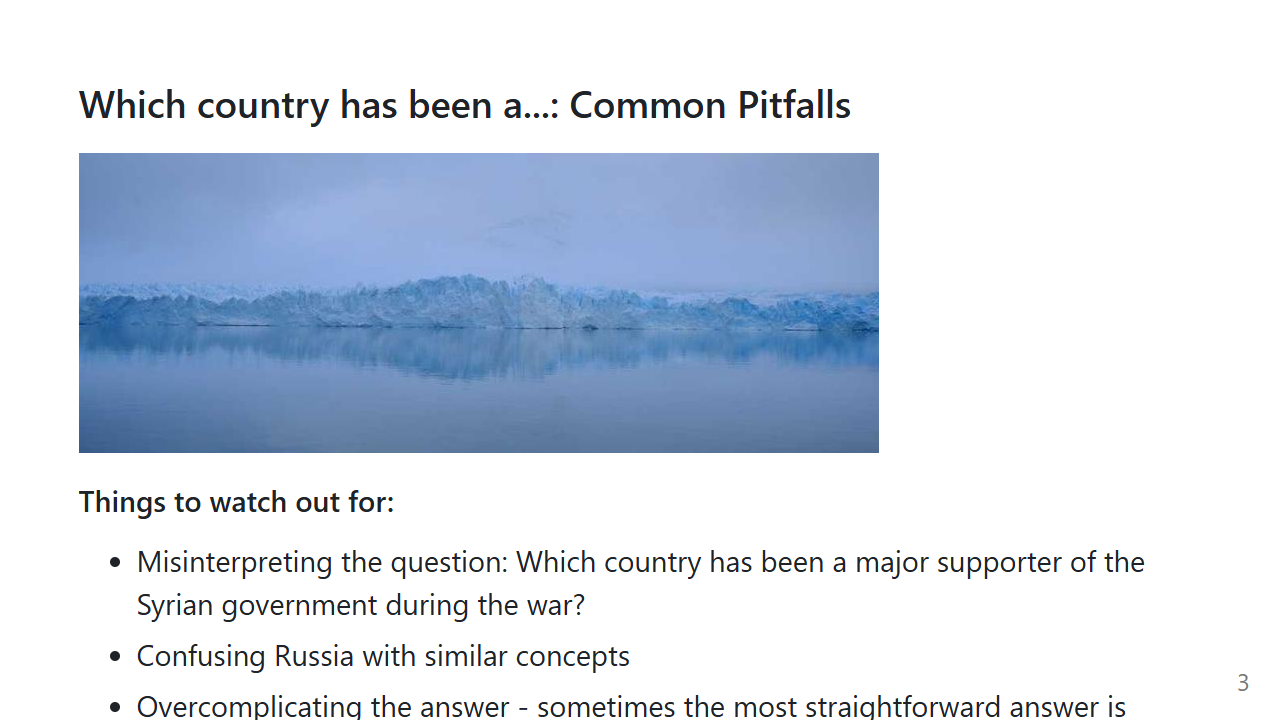 Which country has been a...: Common Pitfalls
Things to watch out for:
Misinterpreting the question: Which country has been a major supporter of the
Syrian government during the war?
Confusing Russia with similar concepts
Overcomplicating the answer - sometimes the most straightforward answer is
3